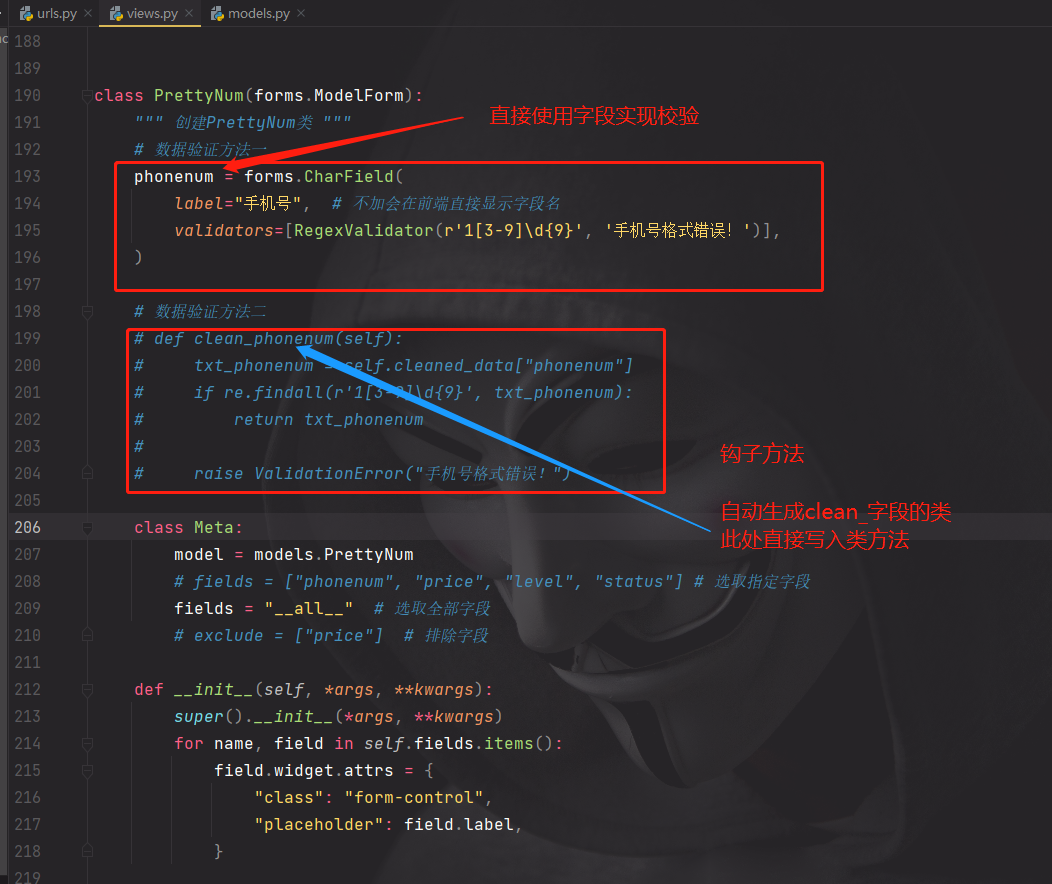 urls.py × views.py × models.py ×
188
189
190 class PrettyNum(forms.ModelForm):
191 """ 创建PrettyNum类 """
直接使用字段实现校验
192 # 数据验证方法一
193 phonenum = forms.CharField(
194 label="手机号", # 不加会在前端直接显示字段名
195 validators=[RegexValidator(r'1[3-9]\d{9}', '手机号格式错误！')],
196 )
197
198 # 数据验证方法二
199 # def clean_phonenum(self):
200 # txt_phonenum = self.cleaned_data["phonenum"]
201 # if re.findall(r'1[3-9]\d{9}', txt_phonenum):
202 # return txt_phonenum
203 #
钩子方法
204 # raise ValidationError("手机号格式错误！")
205
自动生成clean_字段的类
206 class Meta:
此处直接写入类方法
207 model = models.PrettyNum
208 # fields = ["phonenum", "price", "level", "status"] # 选取指定字段
209 fields = "__all__" # 选取全部字段
210 # exclude = ["price"] # 排除字段
211
212 def __init__(self, *args, **kwargs):
213 super().__init__(*args, **kwargs)
214 for name, field in self.fields.items():
215 field.widget.attrs = {
216 "class": "form-control",
217 "placeholder": field.label,
218 }
219